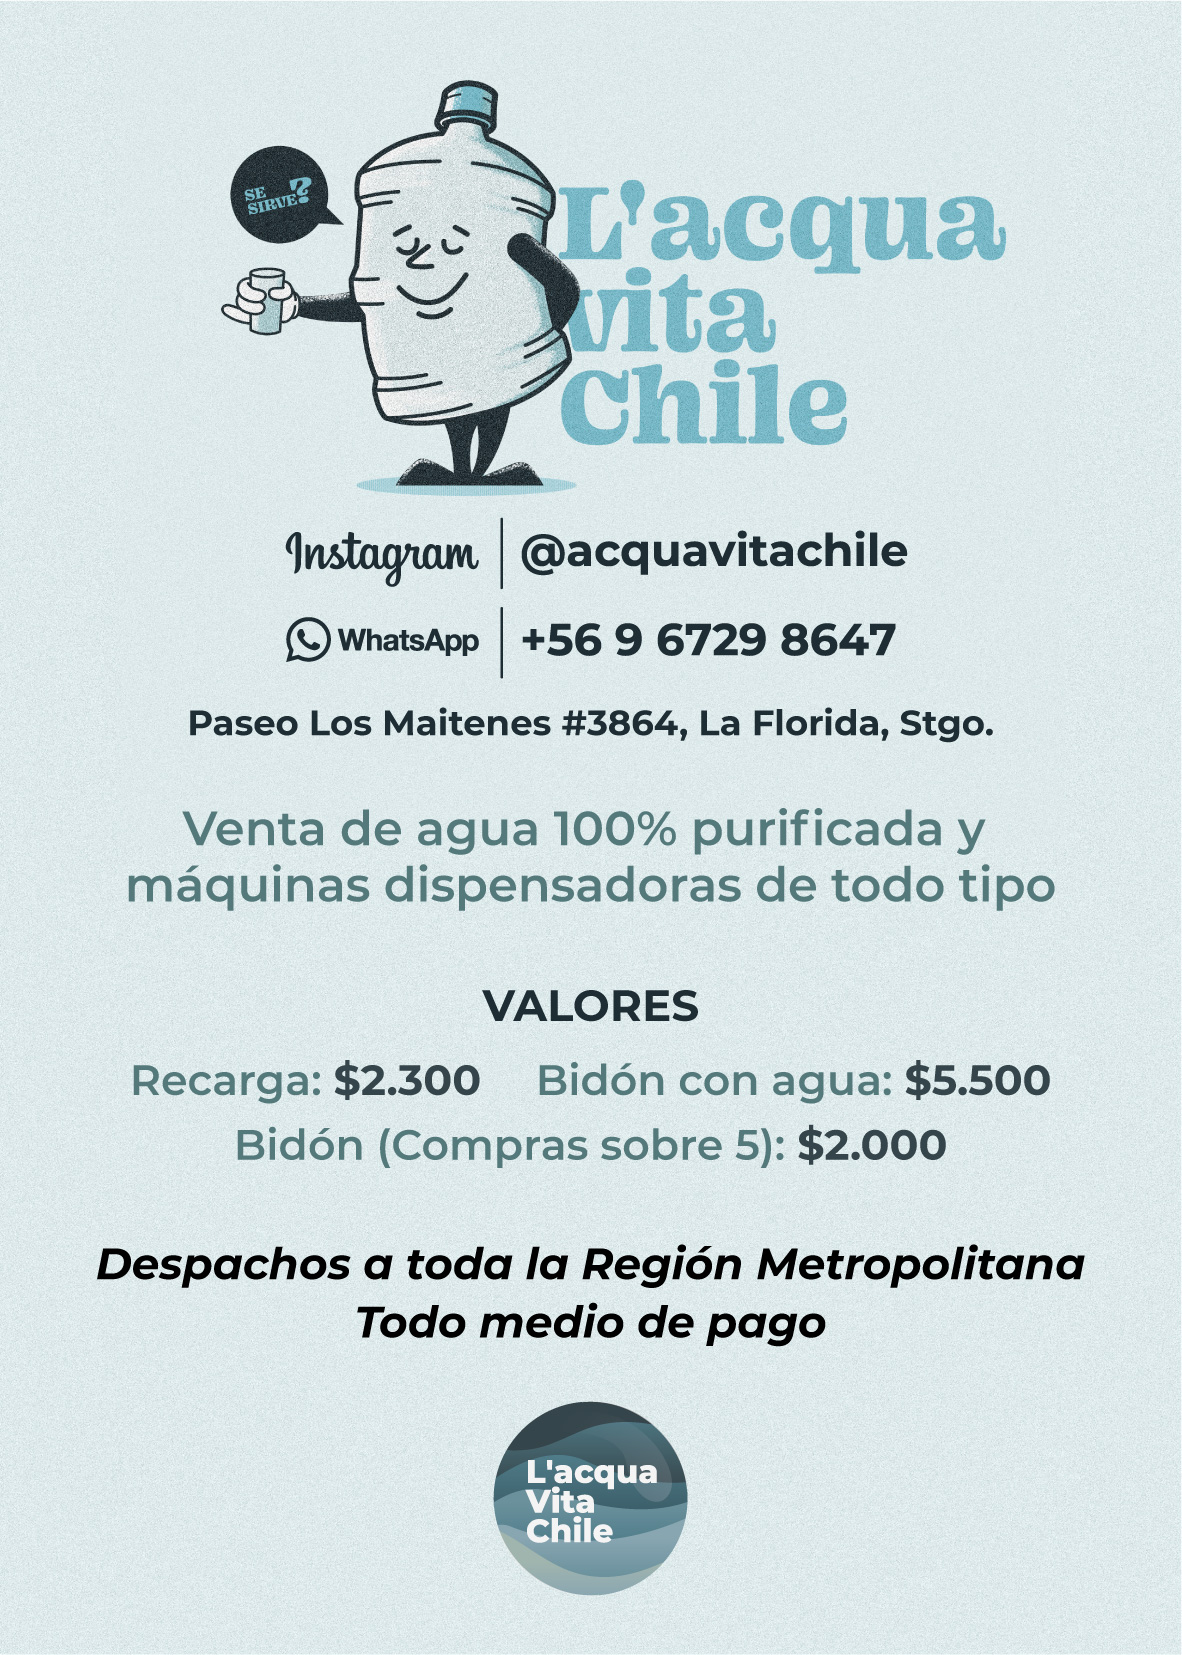 SE
SIRVE?
L'acqua
vita
Chile
Instagram | @acquavitachile
WhatsApp | +56 9 6729 8647
Paseo Los Maitenes #3864, La Florida, Stgo.
Venta de agua 100% purificada y
máquinas dispensadoras de todo tipo
VALORES
Recarga: $2.300 Bidón con agua: $5.500
Bidón (Compras sobre 5): $2.000
Despachos a toda la Región Metropolitana
Todo medio de pago
L'acqua
Vita
Chile